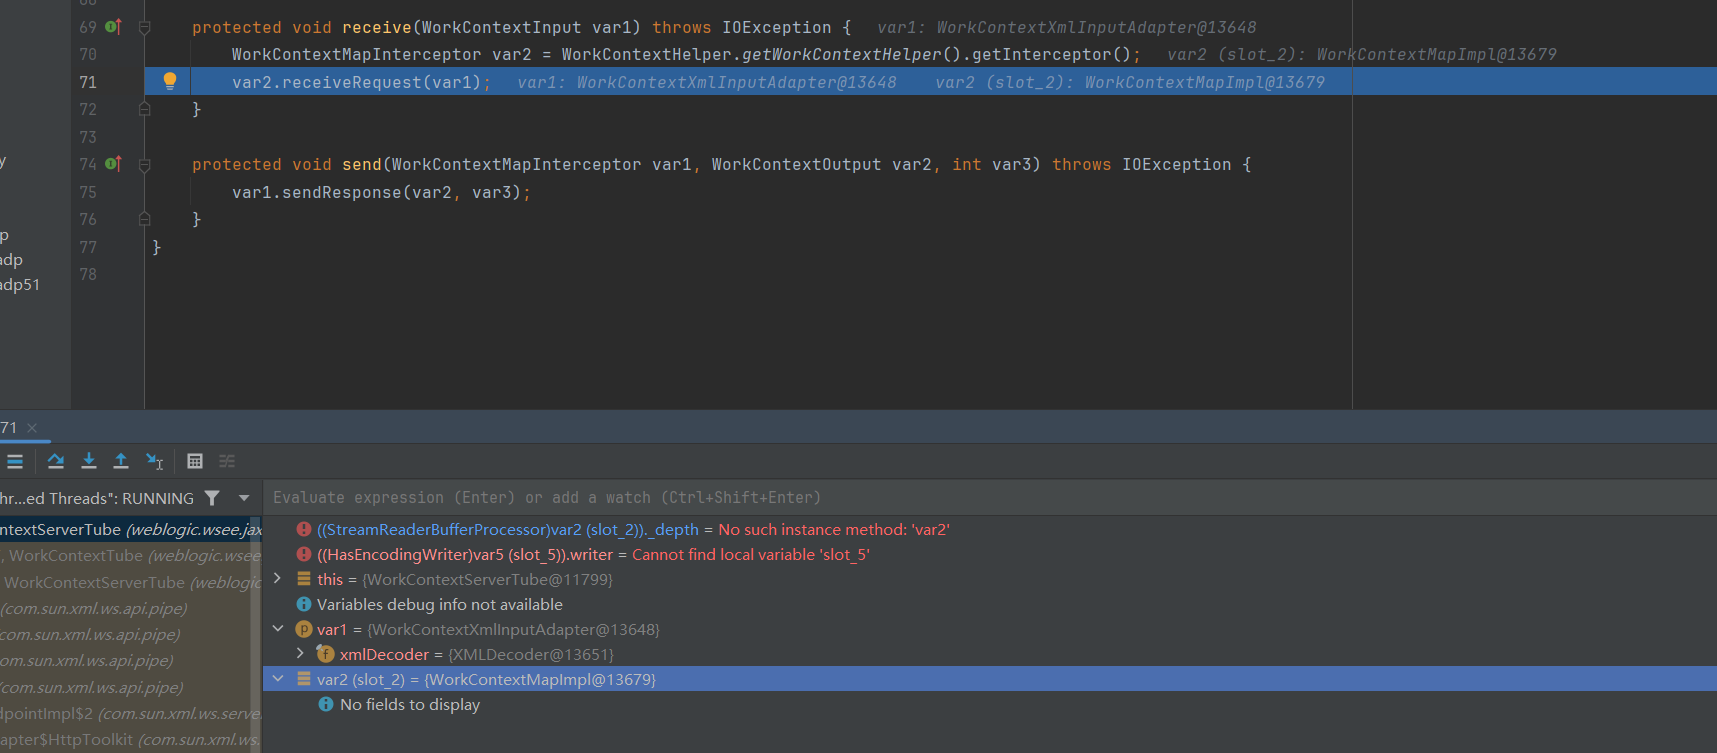 69 protected void receive(WorkContextInput var1) throws IOException { var1: WorkContextXmlInputAdapter@13648
70 WorkContextMapInterceptor var2 = WorkContextHelper.getWorkContextHelper().getInterceptor(); var2 (slot_2): WorkContextMapImpl@13679
71 var2.receiveRequest(var1); var1: WorkContextXmlInputAdapter@13648 var2 (slot_2): WorkContextMapImpl@13679
72 }
73
74 protected void send(WorkContextMapInterceptor var1, WorkContextOutput var2, int var3) throws IOException {
75 var1.sendResponse(var2, var3);
76 }
77 }
78
y
p
adp
adp51
71
hr...ed Threads": RUNNING
Evaluate expression (Enter) or add a watch (Ctrl+Shift+Enter)
ntextServerTube (weblogic.wsee.jax
, WorkContextTube (weblogic.wsee
WorkContextServerTube (weblogic
(com.sun.xml.ws.api.pipe)
com.sun.xml.ws.api.pipe)
om.sun.xml.ws.api.pipe)
(com.sun.xml.ws.api.pipe)
dpointImpl$2 (com.sun.xml.ws.serve
apter$HttpToolkit (com.sun.xml.ws.
((StreamReaderBufferProcessor)var2 (slot_2))._depth = No such instance method: 'var2'
((HasEncodingWriter)var5 (slot_5)).writer = Cannot find local variable 'slot_5'
this = {WorkContextServerTube@11799}
Variables debug info not available
var1 = {WorkContextXmlInputAdapter@13648}
xmlDecoder = {XMLDecoder@13651}
var2 (slot_2) = {WorkContextMapImpl@13679}
No fields to display